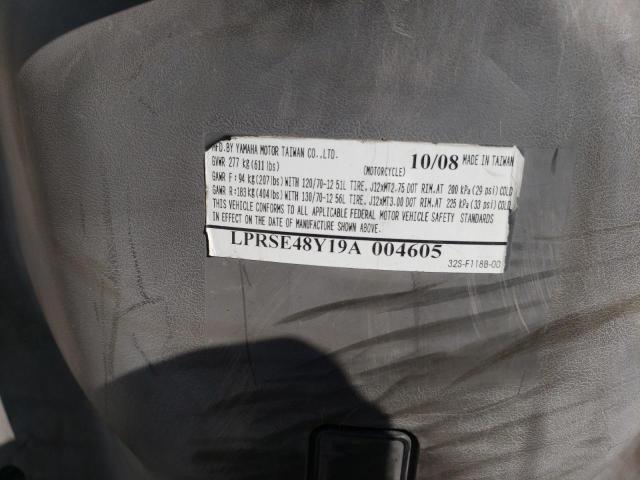 MFD.BY YAMAHA MOTOR TAIWAN CO.,LTD. 10/08 MADE IN TAIWAN
GVWR 277 kg(611 lbs) (MOTORCYCLE)
GAWR F: 94 kg(207 lbs)WITH 120/70-12 51L TIRE, J12xMT2.75 DOT RIM.AT 200 kPa (29 psi) COLD
GAWR R:183 kg(404 lbs)WITH 130/70-12 56L TIRE, J12xMT3.00 DOT RIM.AT 225 kPa (33 psi) COLD
THIS VEHICLE CONFORMS TO ALL APPLICABLE FEDERAL MOTOR VEHICLE SAFETY STANDARDS
IN EFFECT ON THE DATE OF MANUFACTURE SHOWN ABOVE.
LPRSE48Y19A 004605
32S-F118B-00